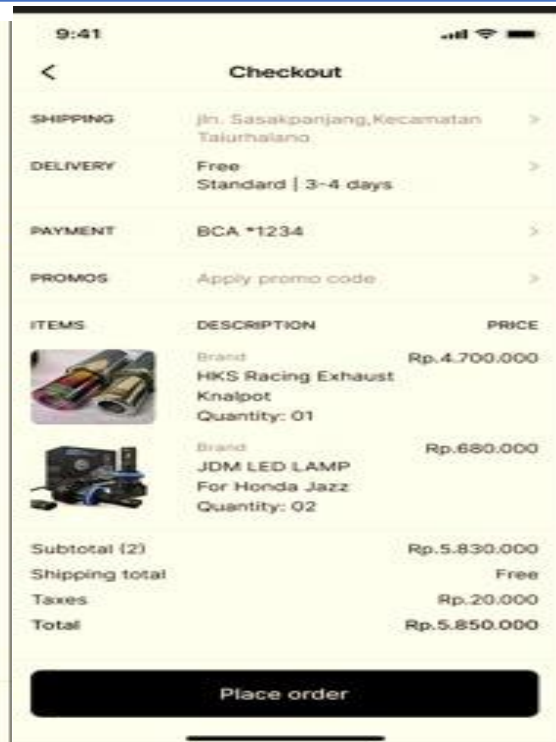 9:41
Checkout
SHIPPING jln. Sasakpanjang,Kecamatan
DELIVERY Free
Standard | 3-4 days
PAYMENT BCA *1234
PROMOS Apply promo code
ITEMS DESCRIPTION PRICE
Brand Rp.4.700.000
HKS Racing Exhaust
Knalpot
Quantity: 01
Brand Rp.680.000
JDM LED LAMP
For Honda Jazz
Quantity: 02
Subtotal (2) Rp.5.830.000
Shipping total Free
Taxes Rp.20.000
Total Rp.5.850.000
Place order